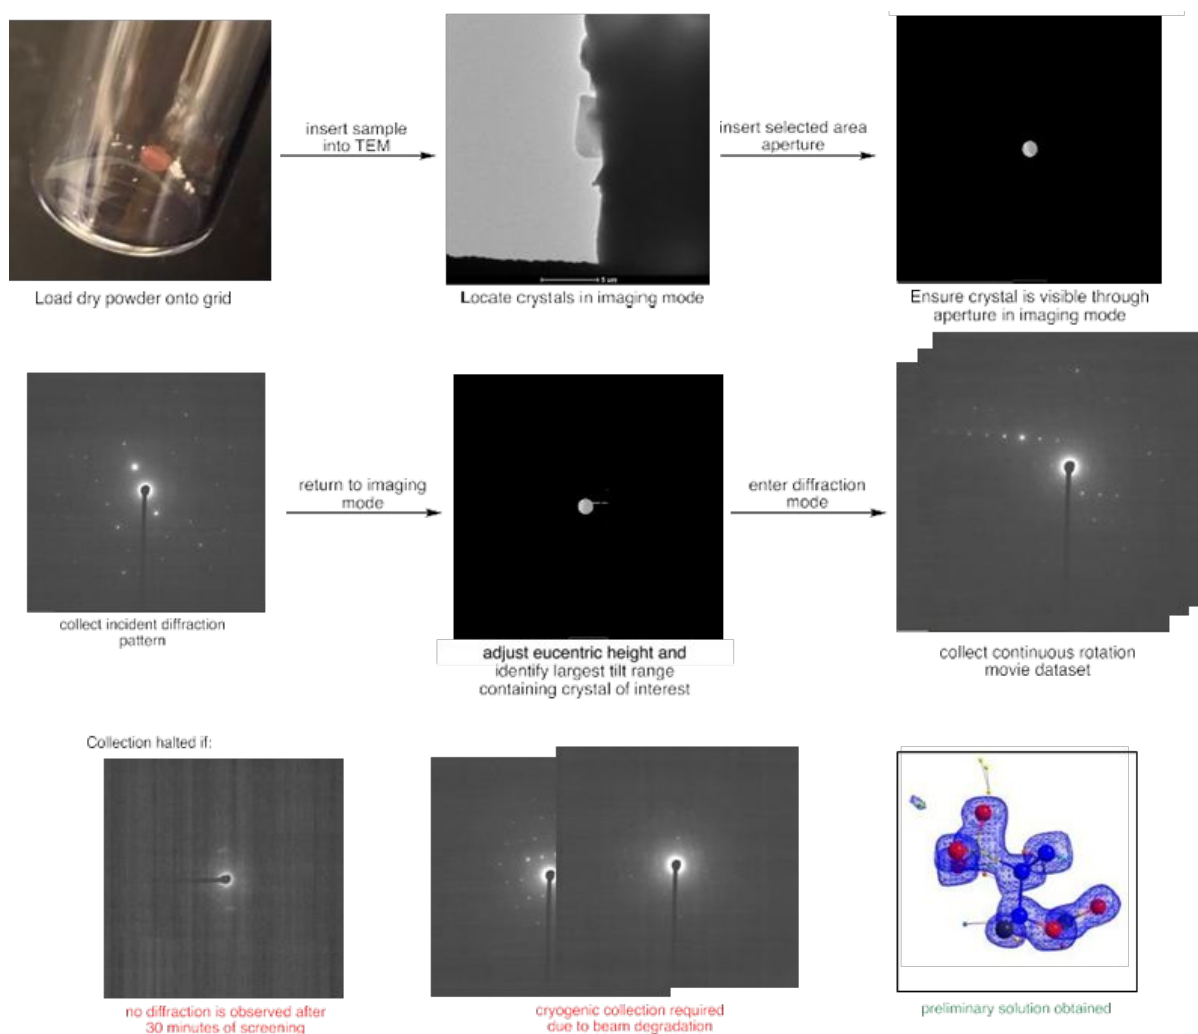 insert sample
into TEM
insert selected area
aperture
5 um
Load dry powder onto grid
Locate crystals in imaging mode
Ensure crystal is visible through
aperture in imaging mode
return to imaging
mode
enter diffraction
mode
collect incident diffraction
pattern
adjust eucentric height and
identify largest tilt range
containing crystal of interest
collect continuous rotation
movie dataset
Collection halted if:
no diffraction is observed after
30 minutes of screening
cryogenic collection required
due to beam degradation
preliminary solution obtained